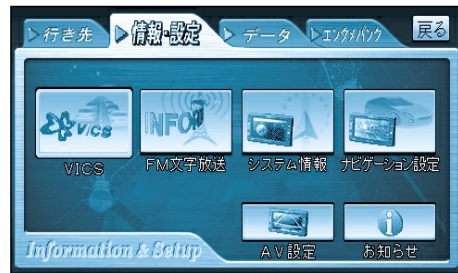 行き先 情報・設定 データ エンタメバンク 戻る
VICS INFO
VICS FM文字放送 システム情報 ナビゲーション設定
AV設定 お知らせ
Information & Setup